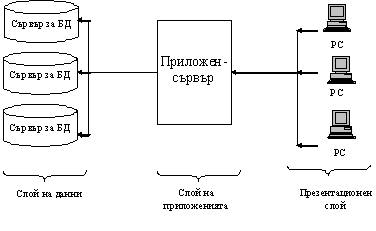 Сървър за БД
Сървър за БД
Сървър за БД
Приложен-
сървър
PC
PC
PC
Слой на данни
Слой на
приложенията
Презентационен
слой